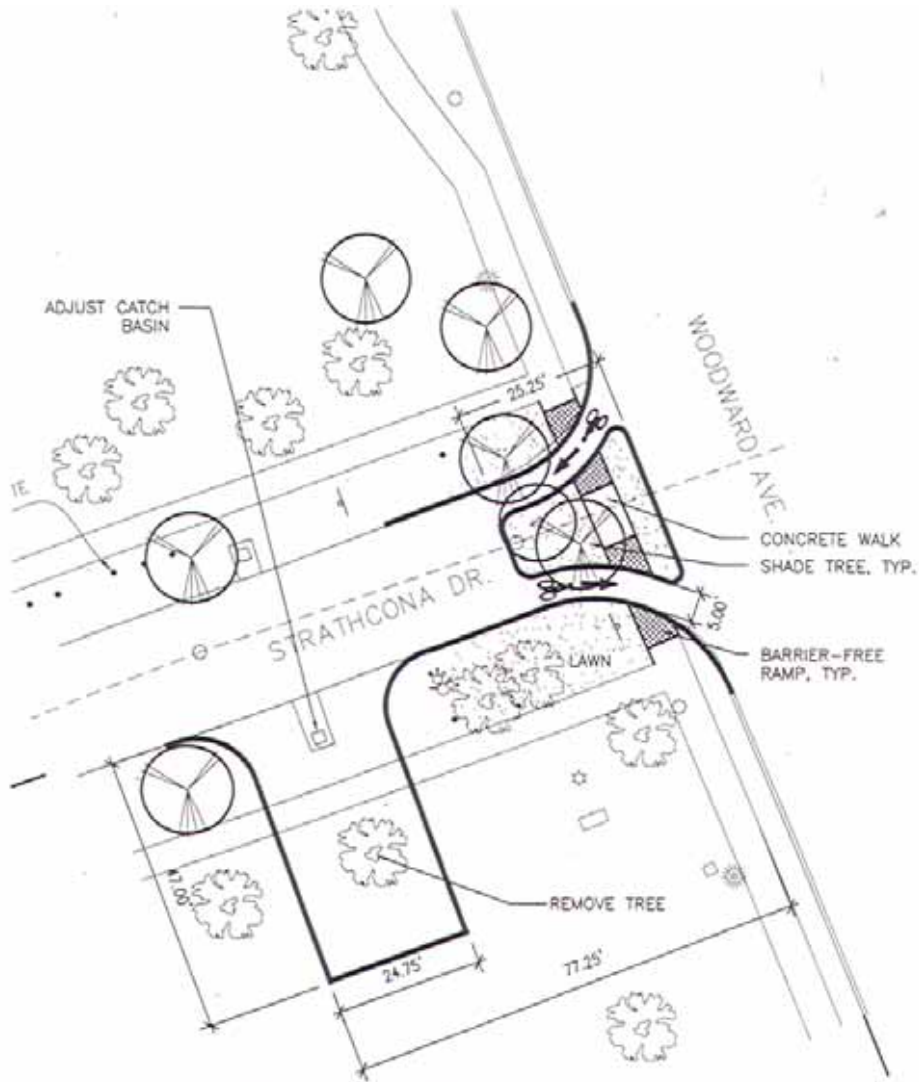 ADJUST CATCH
BASIN
25.25'
WOODWARD AVE.
CONCRETE WALK
SHADE TREE, TYP.
STRATHCONA DR.
5.00'
LAWN
BARRIER-FREE
RAMP, TYP.
47.00'
REMOVE TREE
24.75'
77.25'